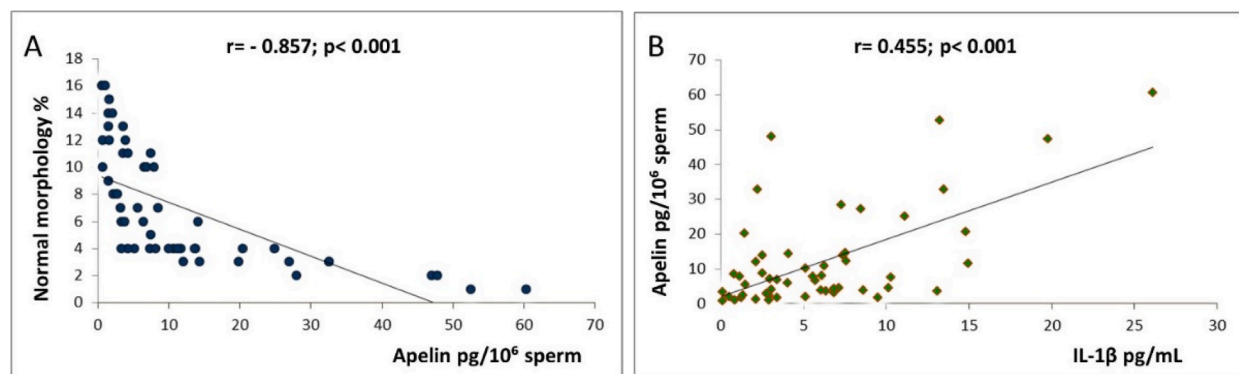 A
r= - 0.857; p< 0.001
Normal morphology %
18
16
14
12
10
8
6
4
2
0
0 10 20 30 40 50 60 70
Apelin pg/10⁶ sperm
B
r= 0.455; p< 0.001
Apelin pg/10⁶ sperm
70
60
50
40
30
20
10
0
0 5 10 15 20 25 30
IL-1β pg/mL